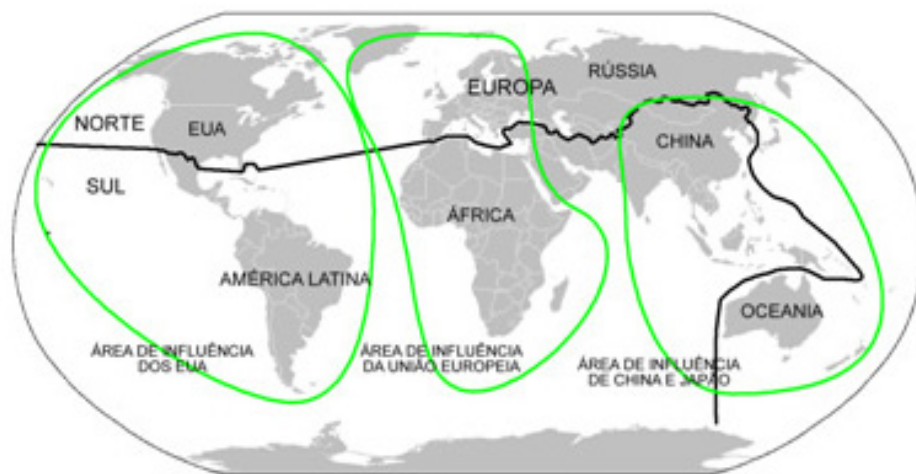 NORTE
SUL
EUA
AMÉRICA LATINA
ÁREA DE INFLUÊNCIA
DOS EUA
EUROPA
ÁFRICA
ÁREA DE INFLUÊNCIA
DA UNIÃO EUROPEIA
RÚSSIA
CHINA
OCEANIA
ÁREA DE INFLUÊNCIA
DE CHINA E JAPÃO